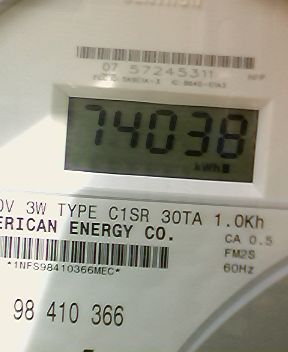 07 57245311
74038
kWh
0V 3W TYPE C1SR 30TA 1.0Kh
ERICAN ENERGY CO.
CA 0.5
FM2S
*1NFS98410366MEC*
60Hz
98 410 366